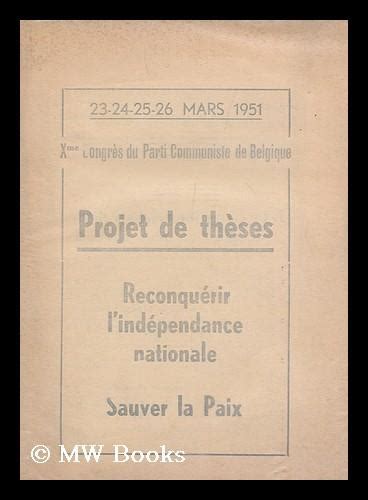 23-24-25-26 MARS 1951
Xme Congrès du Parti Communiste de Belgique
Projet de thèses
Reconquérir
l'indépendance
nationale
Sauver la Paix
© MW Books